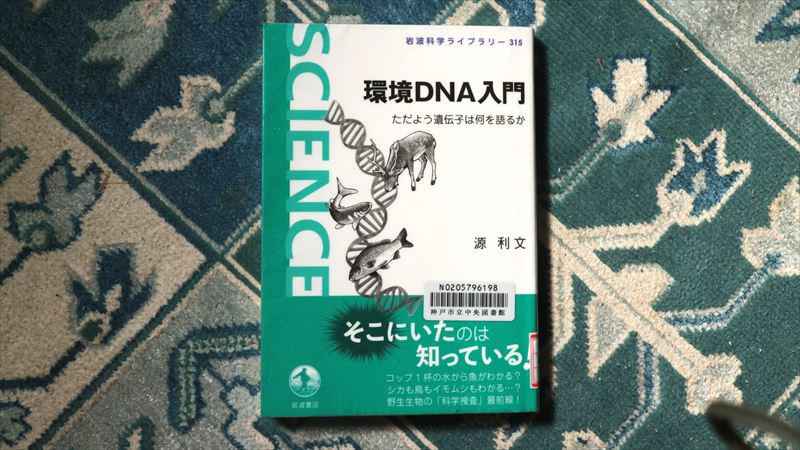 SCIENCE
岩波科学ライブラリー 315
環境DNA入門
ただよう遺伝子は何を語るか
源 利文
N0205796198
神戸市立中央図書館
そこにいたのは
知っている!
コップ1杯の水から魚がわかる?
シカも鳥もイモムシもわかる…?
野生生物の「科学捜査」最前線!
岩波書店